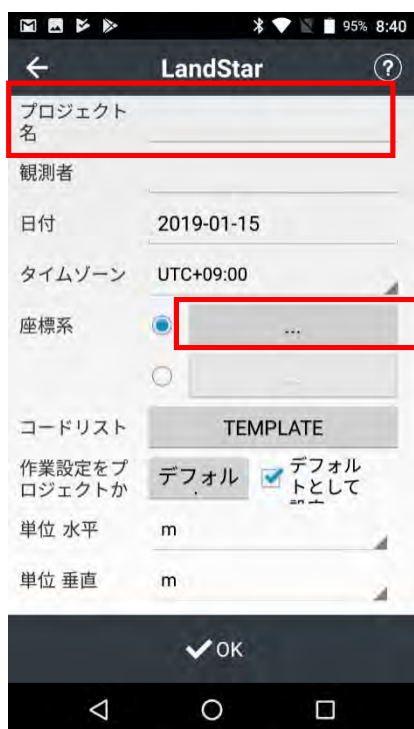 95% 8:40
LandStar ?
プロジェクト
名
観測者
日付 2019-01-15
タイムゾーン UTC+09:00
座標系 ...
...
コードリスト TEMPLATE
作業設定をプ
ロジェクトか
デフォル
デフォル
トとして
単位 水平 m
単位 垂直 m
OK